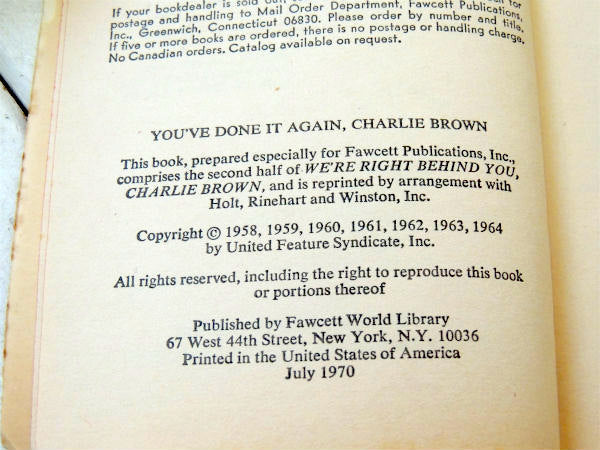 If your bookdealer is sold out, for
postage and handling to Mail Order Department, Fawcett Publications,
Inc., Greenwich, Connecticut 06830. Please order by number and title.
If five or more books are ordered, there is no postage or handling charge.
No Canadian orders. Catalog available on request.
YOU'VE DONE IT AGAIN, CHARLIE BROWN
This book, prepared especially for Fawcett Publications, Inc.,
comprises the second half of WE'RE RIGHT BEHIND YOU,
CHARLIE BROWN, and is reprinted by arrangement with
Holt, Rinehart and Winston, Inc.
Copyright © 1958, 1959, 1960, 1961, 1962, 1963, 1964
by United Feature Syndicate, Inc.
All rights reserved, including the right to reproduce this book
or portions thereof
Published by Fawcett World Library
67 West 44th Street, New York, N.Y. 10036
Printed in the United States of America
July 1970